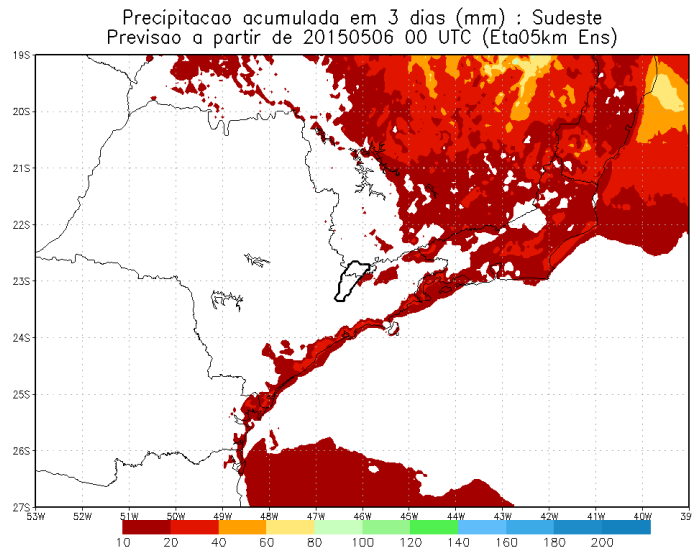 Precipitacao acumulada em 3 dias (mm) : Sudeste
Previsao a partir de 20150506 00 UTC (Eta05km Ens)
19S
20S
21S
22S
23S
24S
25S
26S
27S
53W 52W 51W 50W 49W 48W 47W 46W 45W 44W 43W 42W 41W 40W 39
10 20 40 60 80 100 120 140 160 180 200